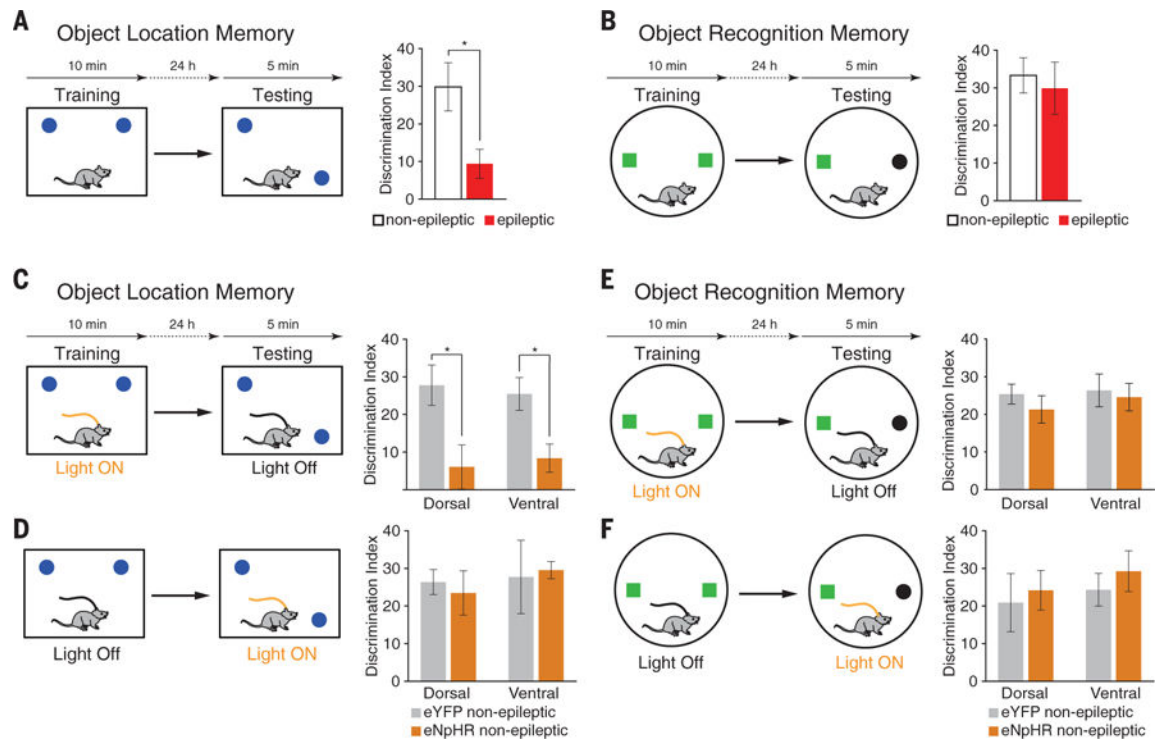 A
Object Location Memory
10 min
24 h
5 min
Training
Testing
Discrimination Index
40
30
20
10
0
*
non-epileptic
epileptic
B
Object Recognition Memory
10 min
24 h
5 min
Training
Testing
Discrimination Index
40
30
20
10
0
non-epileptic
epileptic
C
Object Location Memory
10 min
24 h
5 min
Training
Testing
Light ON
Light Off
Discrimination Index
40
30
20
10
*
*
Dorsal
Ventral
D
Light Off
Light ON
Discrimination Index
40
30
20
10
0
Dorsal
Ventral
eYFP non-epileptic
eNpHR non-epileptic
E
Object Recognition Memory
10 min
24 h
5 min
Training
Testing
Light ON
Light Off
Discrimination Index
40
30
20
10
0
Dorsal
Ventral
F
Light Off
Light ON
Discrimination Index
40
30
20
10
0
Dorsal
Ventral
eYFP non-epileptic
eNpHR non-epileptic